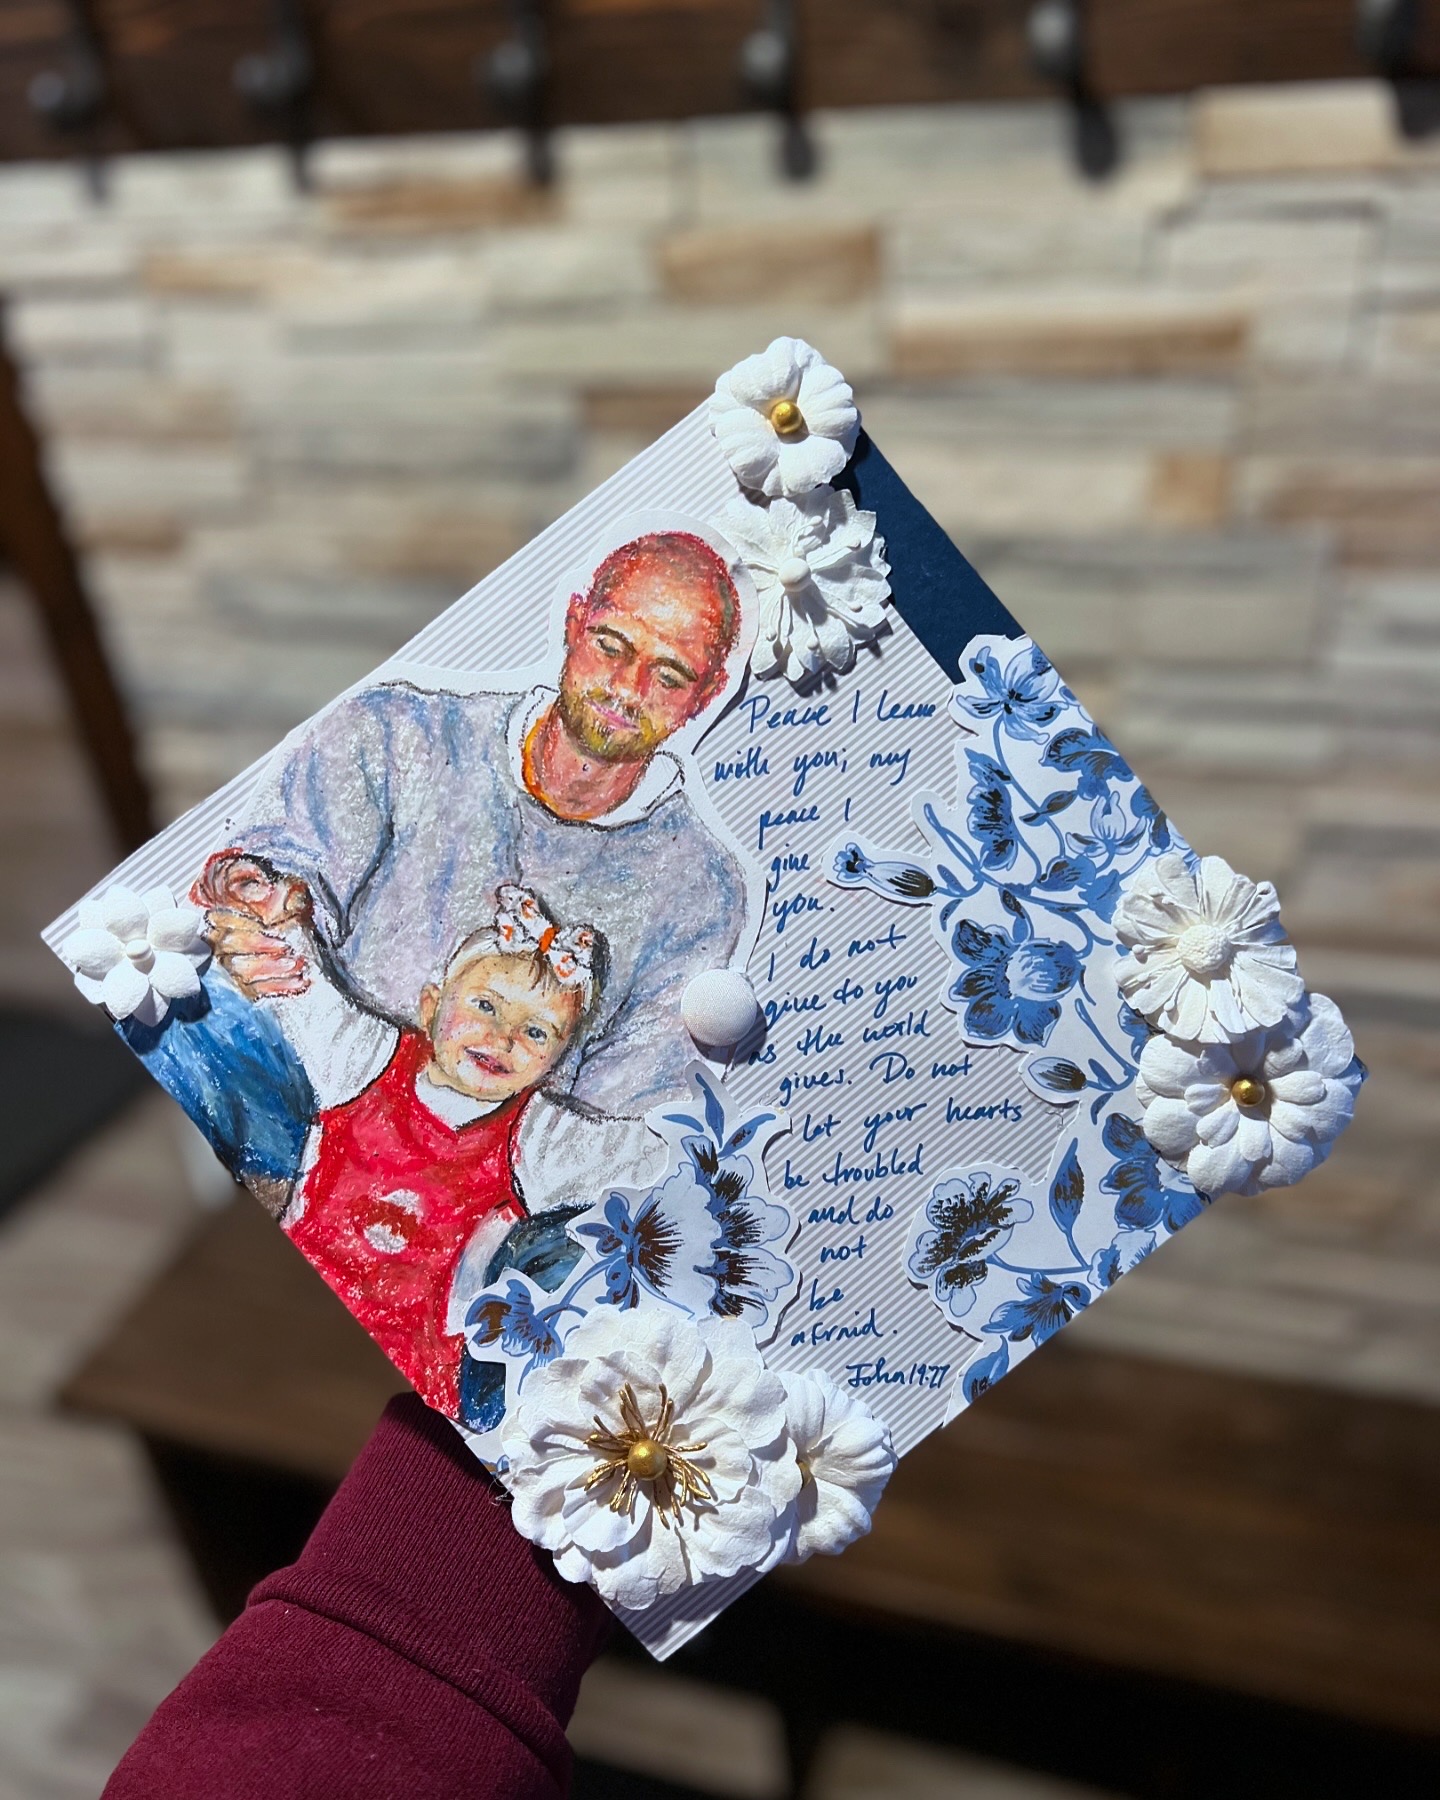 Peace I leave
with you; my
peace I
give
you.
I do not
give to you
as the world
gives. Do not
let your hearts
be troubled
and do
not
be
afraid.
John 14:27